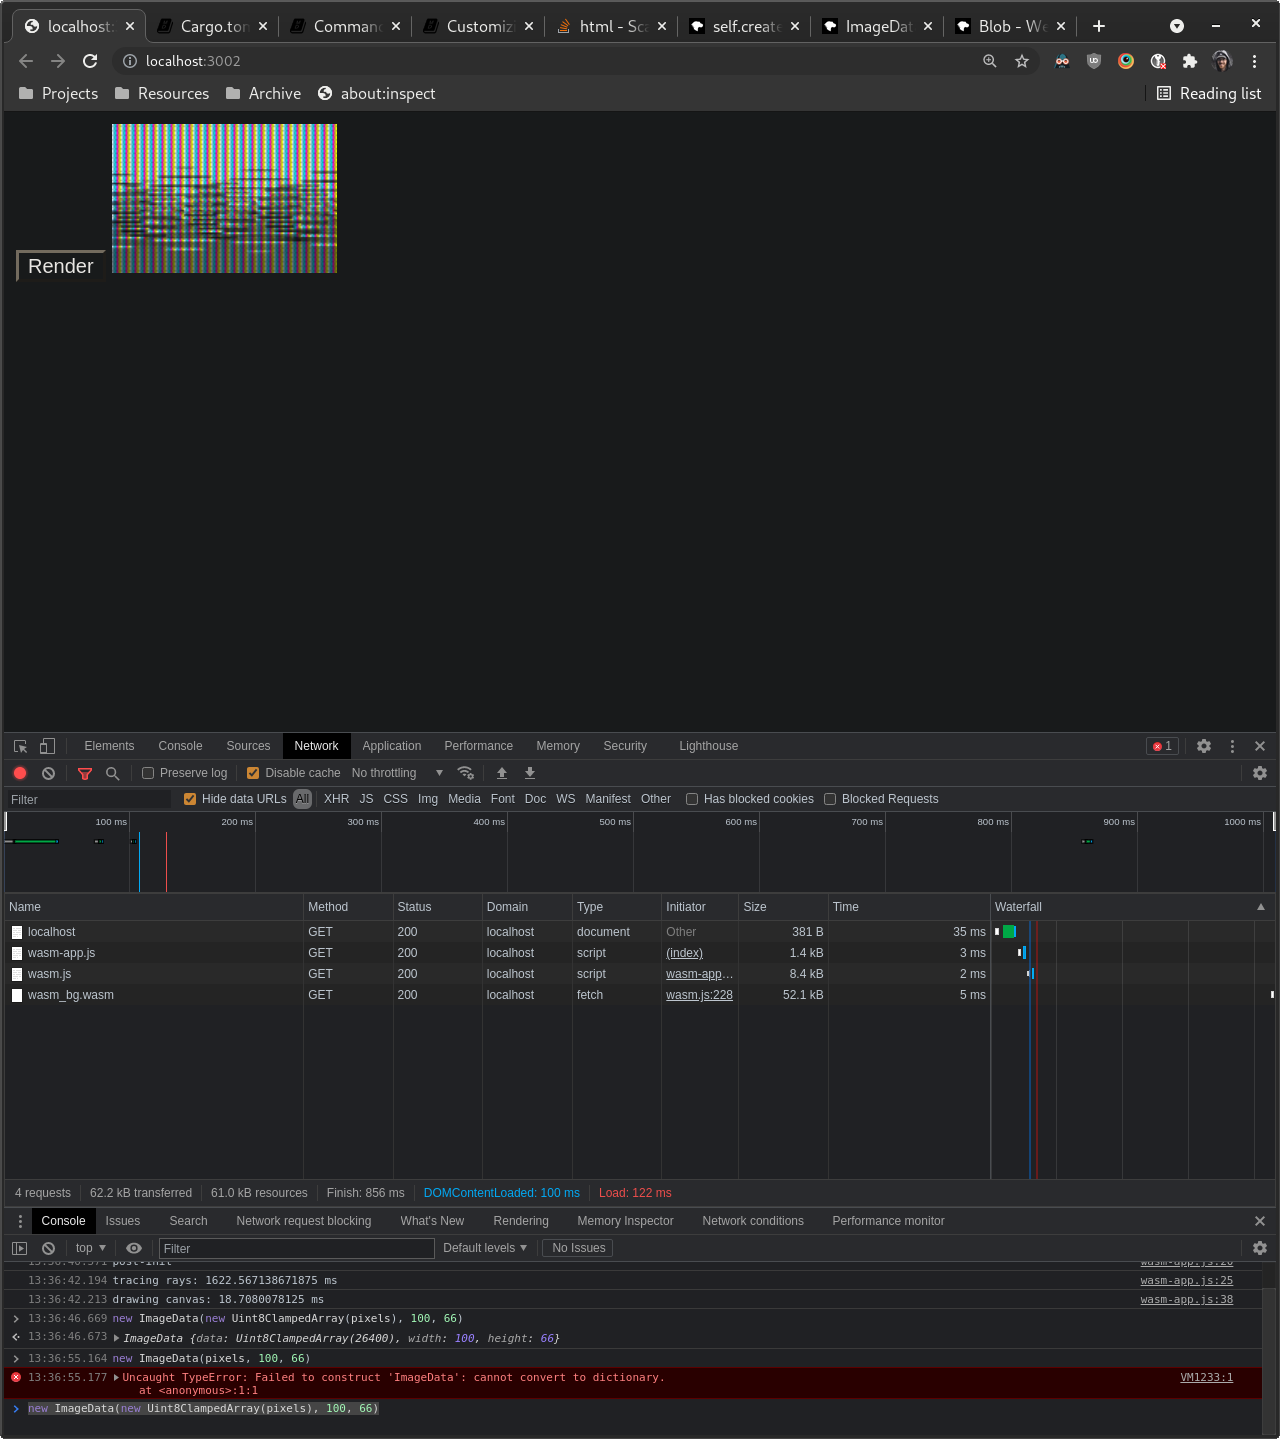 localhost:
Cargo.ton
Comman
Customizi
html - Sca
self.create
ImageDat
Blob - We
localhost:3002
Projects
Resources
Archive
about:inspect
Reading list
Render
Elements
Console
Sources
Network
Application
Performance
Memory
Security
Lighthouse
1
Preserve log
Disable cache
No throttling
Filter
Hide data URLs
All
XHR
JS
CSS
Img
Media
Font
Doc
WS
Manifest
Other
Has blocked cookies
Blocked Requests
100 ms
200 ms
300 ms
400 ms
500 ms
600 ms
700 ms
800 ms
900 ms
1000 ms
Name Method Status Domain Type Initiator Size Time Waterfall
localhost GET 200 localhost document Other 381 B 35 ms
wasm-app.js GET 200 localhost script (index) 1.4 kB 3 ms
wasm.js GET 200 localhost script wasm-app… 8.4 kB 2 ms
wasm_bg.wasm GET 200 localhost fetch wasm.js:228 52.1 kB 5 ms
4 requests
62.2 kB transferred
61.0 kB resources
Finish: 856 ms
DOMContentLoaded: 100 ms
Load: 122 ms
Console
Issues
Search
Network request blocking
What's New
Rendering
Memory Inspector
Network conditions
Performance monitor
top
Filter
Default levels
No Issues
post-init
13:36:42.194 tracing rays: 1622.567138671875 ms wasm-app.js:25
13:36:42.213 drawing canvas: 18.7080078125 ms wasm-app.js:38
13:36:46.669 new ImageData(new Uint8ClampedArray(pixels), 100, 66)
13:36:46.673 ImageData {data: Uint8ClampedArray(26400), width: 100, height: 66}
13:36:55.164 new ImageData(pixels, 100, 66)
13:36:55.177 Uncaught TypeError: Failed to construct 'ImageData': cannot convert to dictionary. VM1233:1
at <anonymous>:1:1
new ImageData(new Uint8ClampedArray(pixels), 100, 66)